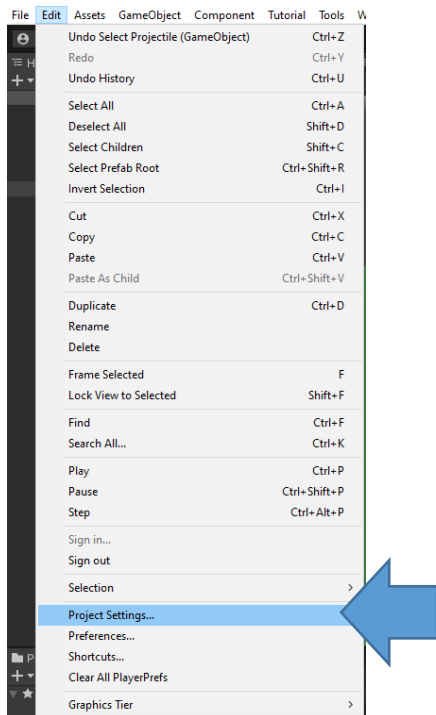 File Edit Assets GameObject Component Tutorial Tools W
H
Undo Select Projectile (GameObject) Ctrl+Z
Redo Ctrl+Y
Undo History Ctrl+U
Select All Ctrl+A
Deselect All Shift+D
Select Children Shift+C
Select Prefab Root Ctrl+Shift+R
Invert Selection Ctrl+I
Cut Ctrl+X
Copy Ctrl+C
Paste Ctrl+V
Paste As Child Ctrl+Shift+V
Duplicate Ctrl+D
Rename
Delete
Frame Selected F
Lock View to Selected Shift+F
Find Ctrl+F
Search All... Ctrl+K
Play Ctrl+P
Pause Ctrl+Shift+P
Step Ctrl+Alt+P
Sign in...
Sign out
Selection >
Project Settings...
Preferences...
P
Shortcuts...
Clear All PlayerPrefs
Graphics Tier >